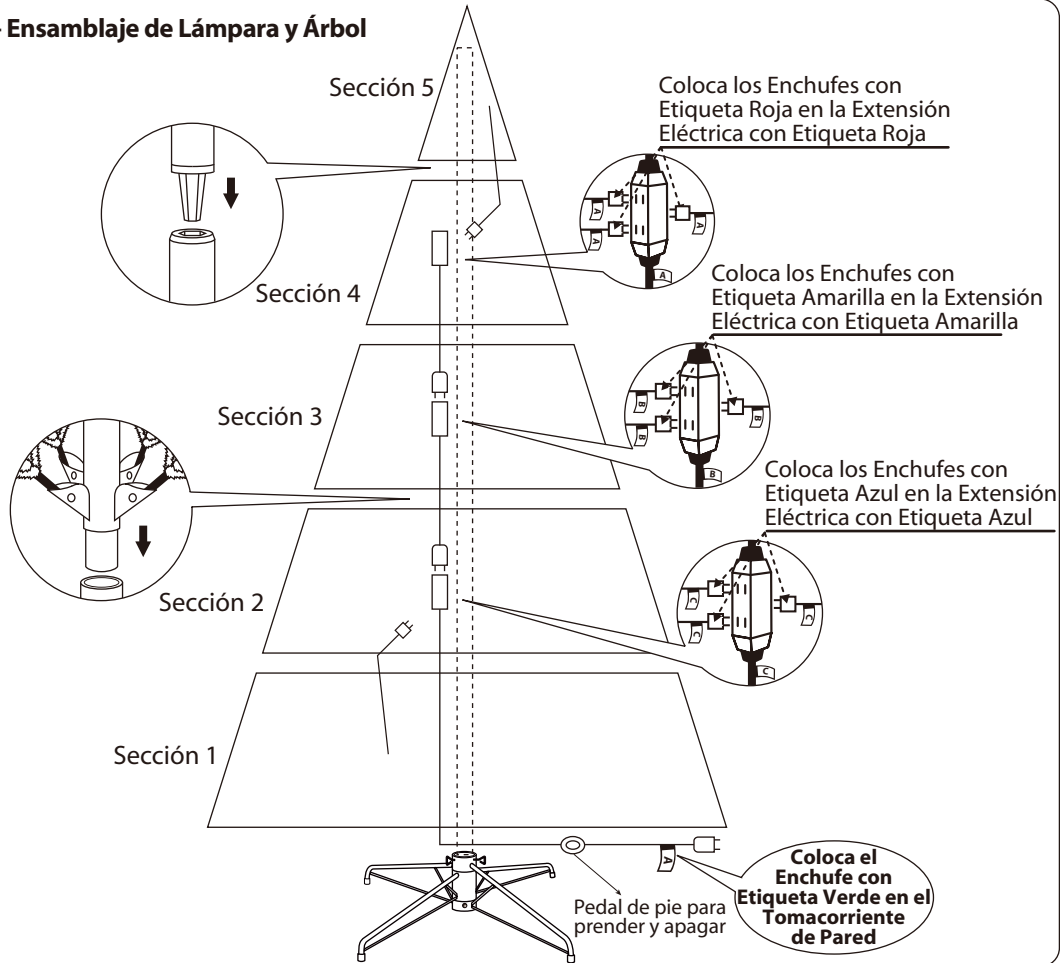 - Ensamblaje de Lámpara y Árbol
Sección 5
Coloca los Enchufes con
Etiqueta Roja en la Extensión
Eléctrica con Etiqueta Roja
A
A
A
A
Sección 4
Coloca los Enchufes con
Etiqueta Amarilla en la Extensión
Eléctrica con Etiqueta Amarilla
B
B
B
B
Sección 3
Coloca los Enchufes con
Etiqueta Azul en la Extensión
Eléctrica con Etiqueta Azul
C
C
C
C
Sección 2
Sección 1
A
Pedal de pie para
prender y apagar
Coloca el
Enchufe con
Etiqueta Verde en el
Tomacorriente
de Pared